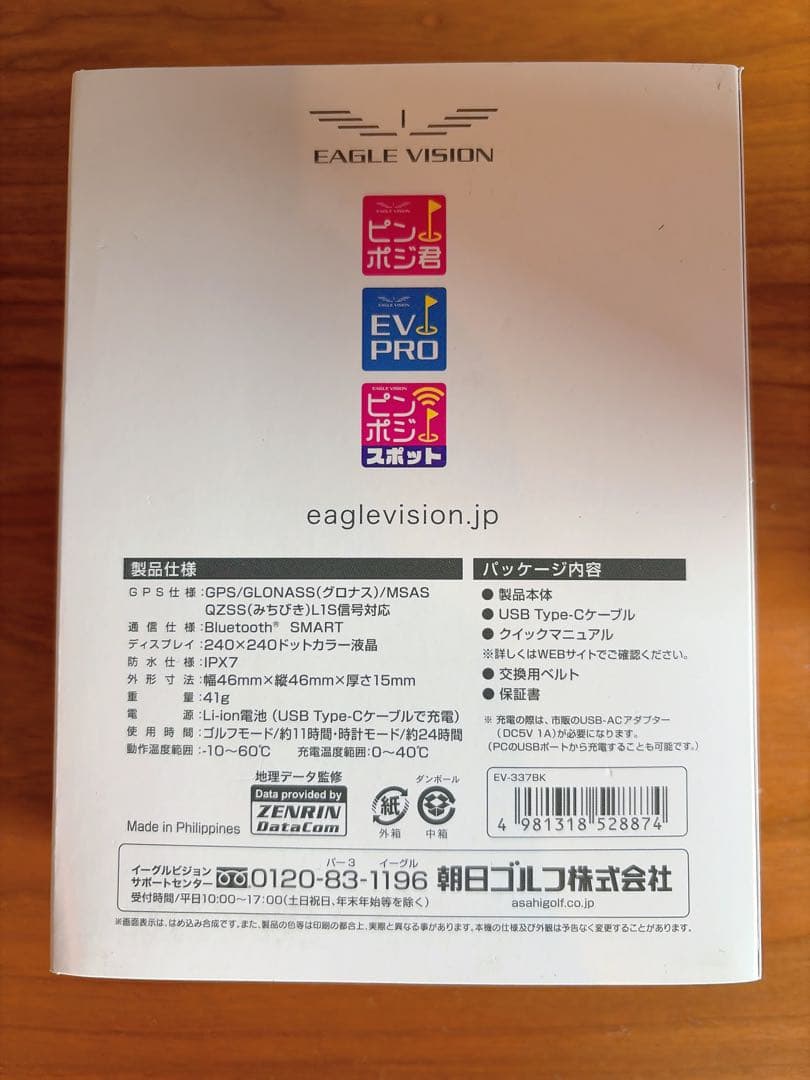 EAGLE VISION
EAGLE VISION
ピン
ポジ君
EAGLE VISION
EV
PRO
EAGLE VISION
ピン
ポジ
スポット
eaglevision.jp
製品仕様
GPS仕様:GPS/GLONASS(グロナス)/MSAS
QZSS(みちびき)L1S信号対応
通信仕様:Bluetooth® SMART
ディスプレイ:240×240ドットカラー液晶
防水仕様:IPX7
外形寸法:幅46mm×縦46mm×厚さ15mm
重量:41g
電源:Li-ion電池(USB Type-Cケーブルで充電)
使用時間:ゴルフモード/約11時間・時計モード/約24時間
動作温度範囲:-10〜60℃ 充電温度範囲:0〜40℃
パッケージ内容
● 製品本体
● USB Type-Cケーブル
● クイックマニュアル
※詳しくはWEBサイトでご確認ください。
● 交換用ベルト
● 保証書
※ 充電の際は、市販のUSB-ACアダプター
(DC5V 1A)が必要になります。
(PCのUSBポートから充電することも可能です。)
Made in Philippines
地理データ監修
Data provided by
ZENRIN
DataCom
紙
外箱
ダンボール
中箱
EV-337BK
4 981318 528874
イーグルビジョン
サポートセンター
パー3 イーグル
0120-83-1196
受付時間/平日10:00〜17:00(土日祝日、年末年始等を除く)
朝日ゴルフ株式会社
asahigolf.co.jp
※画面表示は、はめ込み合成です。また、製品の色等は印刷の都合上、実際と異なる事があります。本機の仕様及び外観は予告なく変更することがあります。